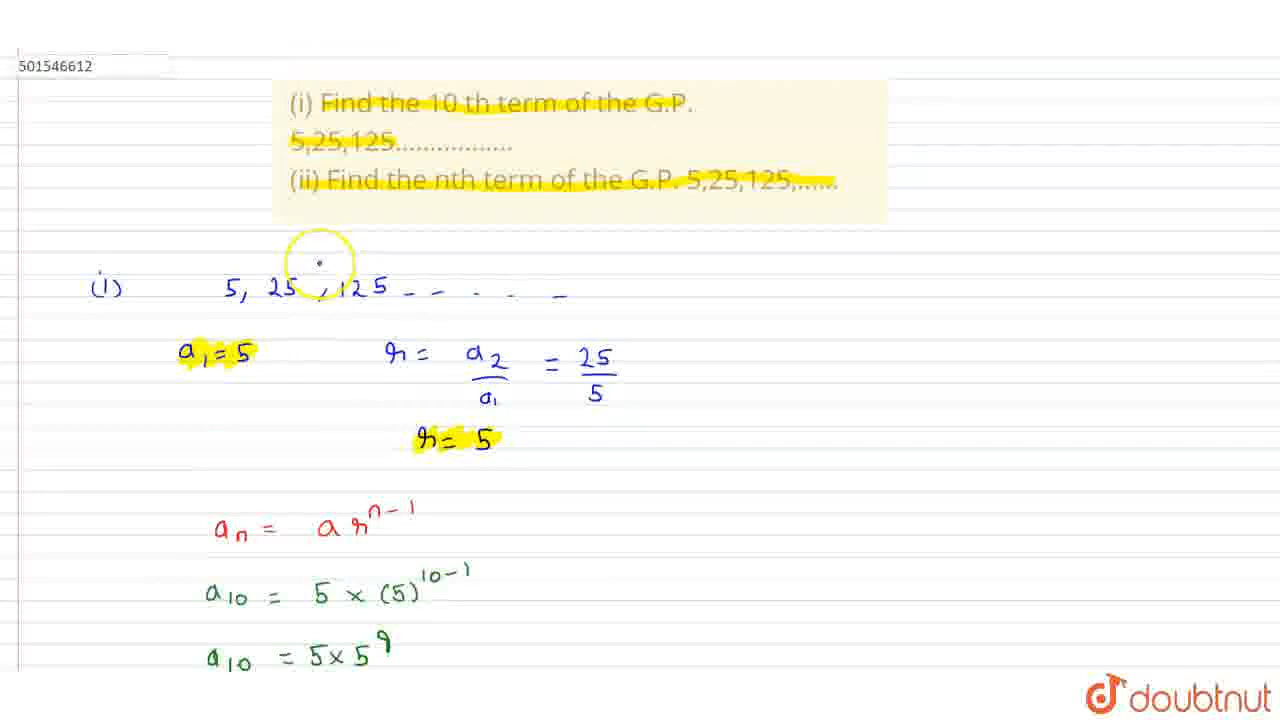 501546612
(i) Find the 10 th term of the G.P.
5,25,125.................
(ii) Find the nth term of the G.P. 5,25,125,......
(i) 5, 25 , 125 - - - - -
a₁ = 5 r = a₂/a₁ = 25/5
r = 5
aₙ = a rⁿ⁻¹
a₁₀ = 5 × (5)¹⁰⁻¹
a₁₀ = 5 × 5⁹
doubtnut